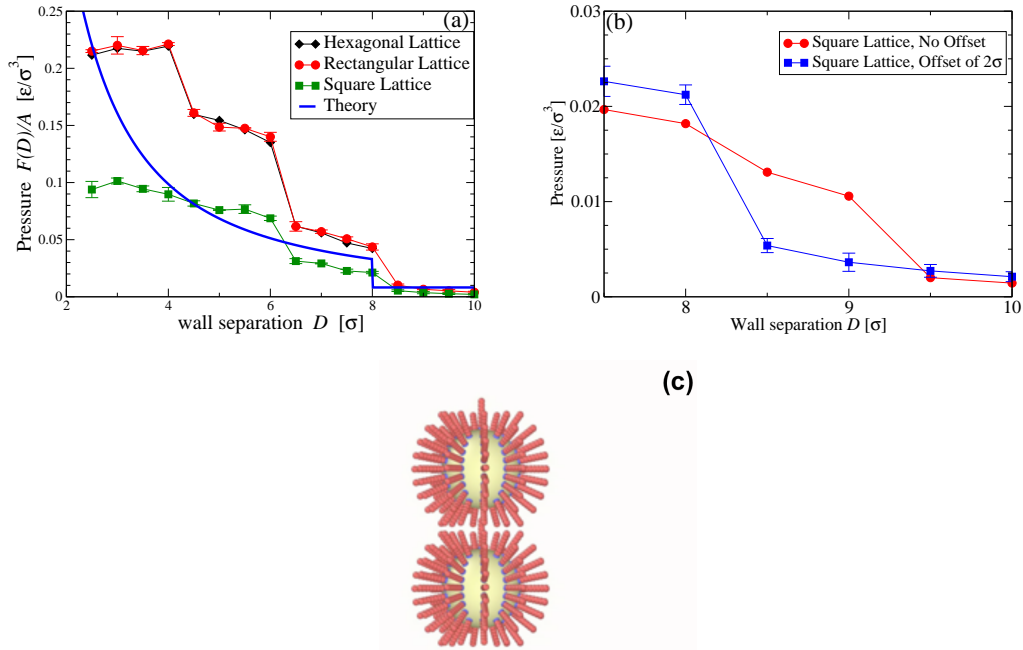 (a)
Hexagonal Lattice
Rectangular Lattice
Square Lattice
Theory
Pressure F(D)/A [ε/σ³]
0.25
0.2
0.15
0.1
0.05
0
2 4 6 8 10
wall separation D [σ]
(b)
Square Lattice, No Offset
Square Lattice, Offset of 2σ
Pressure [ε/σ³]
0.03
0.02
0.01
0
8 9 10
Wall separation D [σ]
(c)